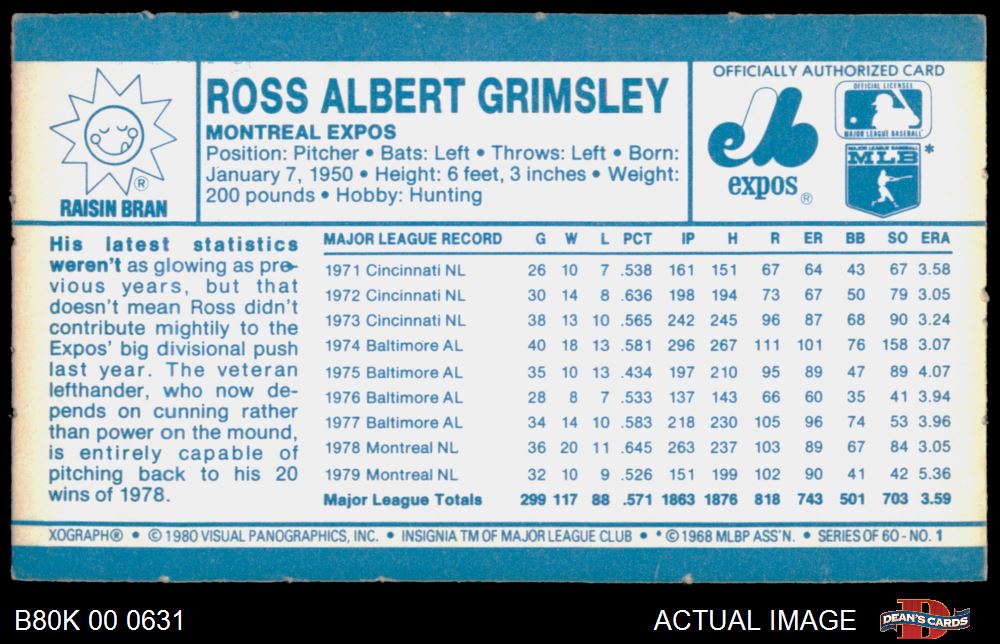 RAISIN BRAN
®
ROSS ALBERT GRIMSLEY
MONTREAL EXPOS
Position: Pitcher • Bats: Left • Throws: Left • Born:
January 7, 1950 • Height: 6 feet, 3 inches • Weight:
200 pounds • Hobby: Hunting
OFFICIALLY AUTHORIZED CARD
expos ®
OFFICIAL LICENSEE
MAJOR LEAGUE BASEBALL
MAJOR LEAGUE BASEBALL
MLB *
His latest statistics
weren't as glowing as pre-
vious years, but that
doesn't mean Ross didn't
contribute mightily to the
Expos' big divisional push
last year. The veteran
lefthander, who now de-
pends on cunning rather
than power on the mound,
is entirely capable of
pitching back to his 20
wins of 1978.
MAJOR LEAGUE RECORD G W L PCT IP H R ER BB SO ERA
1971 Cincinnati NL 26 10 7 .538 161 151 67 64 43 67 3.58
1972 Cincinnati NL 30 14 8 .636 198 194 73 67 50 79 3.05
1973 Cincinnati NL 38 13 10 .565 242 245 96 87 68 90 3.24
1974 Baltimore AL 40 18 13 .581 296 267 111 101 76 158 3.07
1975 Baltimore AL 35 10 13 .434 197 210 95 89 47 89 4.07
1976 Baltimore AL 28 8 7 .533 137 143 66 60 35 41 3.94
1977 Baltimore AL 34 14 10 .583 218 230 105 96 74 53 3.96
1978 Montreal NL 36 20 11 .645 263 237 103 89 67 84 3.05
1979 Montreal NL 32 10 9 .526 151 199 102 90 41 42 5.36
Major League Totals 299 117 88 .571 1863 1876 818 743 501 703 3.59
XOGRAPH® • © 1980 VISUAL PANOGRAPHICS, INC. • INSIGNIA TM OF MAJOR LEAGUE CLUB • * © 1968 MLBP ASS'N. • SERIES OF 60 - NO. 1
B80K 00 0631
ACTUAL IMAGE
DEAN'S CARDS